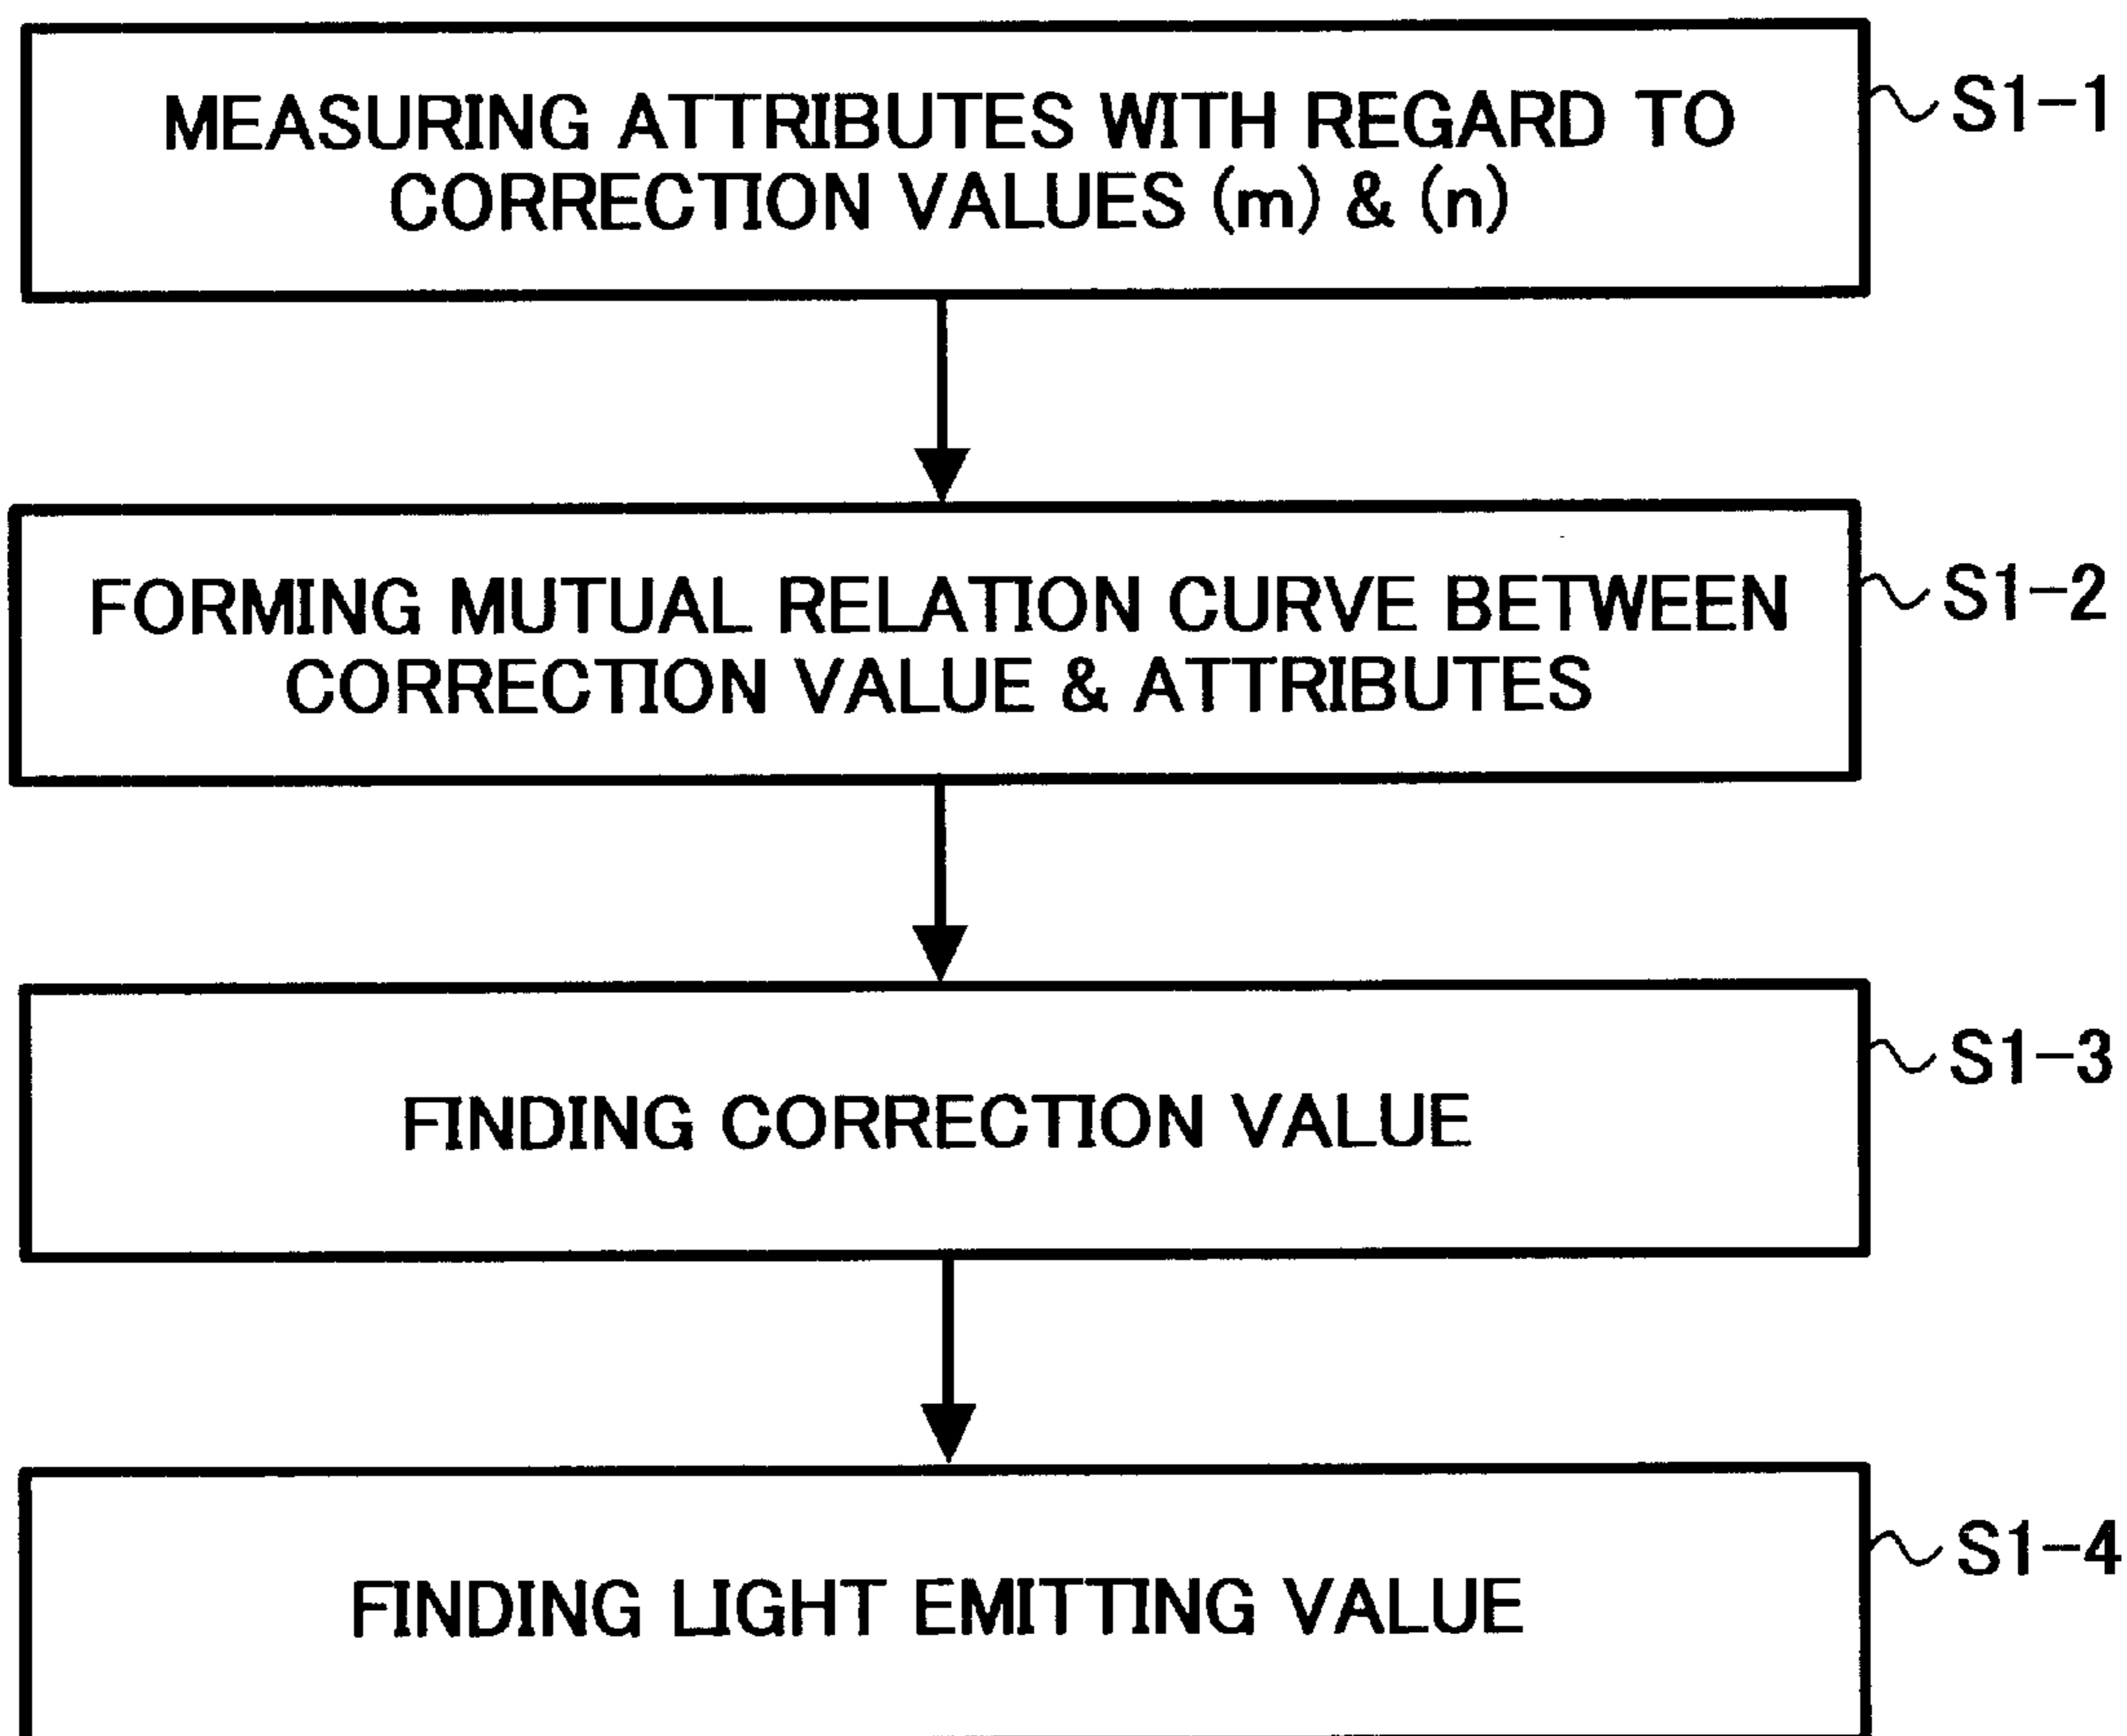 MEASURING ATTRIBUTES WITH REGARD TO
CORRECTION VALUES (m) & (n)
S1-1
FORMING MUTUAL RELATION CURVE BETWEEN
CORRECTION VALUE & ATTRIBUTES
S1-2
FINDING CORRECTION VALUE
S1-3
FINDING LIGHT EMITTING VALUE
S1-4